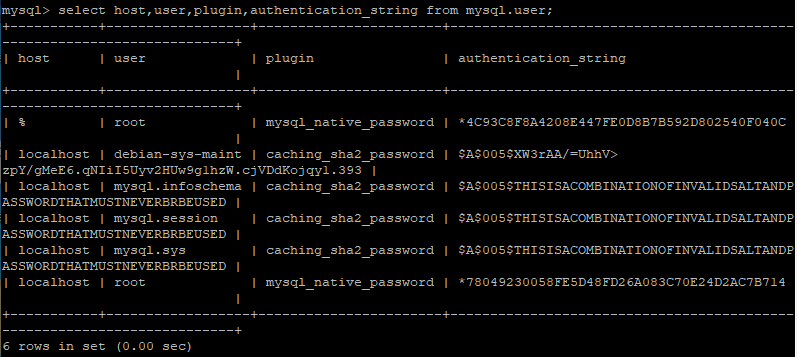 mysql> select host,user,plugin,authentication_string from mysql.user;
+-----------+------------------+-----------------------+-------------------------------------------
------------------------------+
| host      | user             | plugin                | authentication_string
                              |
+-----------+------------------+-----------------------+-------------------------------------------
------------------------------+
| %         | root             | mysql_native_password | *4C93C8F8A4208E447FE0D8B7B592D802540F040C
                              |
| localhost | debian-sys-maint | caching_sha2_password | $A$005$XW3rAA/=UhhV>
zpY/gMeE6.qNIiI5Uyv2HUw9glhzW.cjVDdKojqyl.393 |
| localhost | mysql.infoschema | caching_sha2_password | $A$005$THISISACOMBINATIONOFINVALIDSALTANDP
ASSWORDTHATMUSTNEVERBRBEUSED |
| localhost | mysql.session    | caching_sha2_password | $A$005$THISISACOMBINATIONOFINVALIDSALTANDP
ASSWORDTHATMUSTNEVERBRBEUSED |
| localhost | mysql.sys        | caching_sha2_password | $A$005$THISISACOMBINATIONOFINVALIDSALTANDP
ASSWORDTHATMUSTNEVERBRBEUSED |
| localhost | root             | mysql_native_password | *78049230058FE5D48FD26A083C70E24D2AC7B714
                              |
+-----------+------------------+-----------------------+-------------------------------------------
------------------------------+
6 rows in set (0.00 sec)